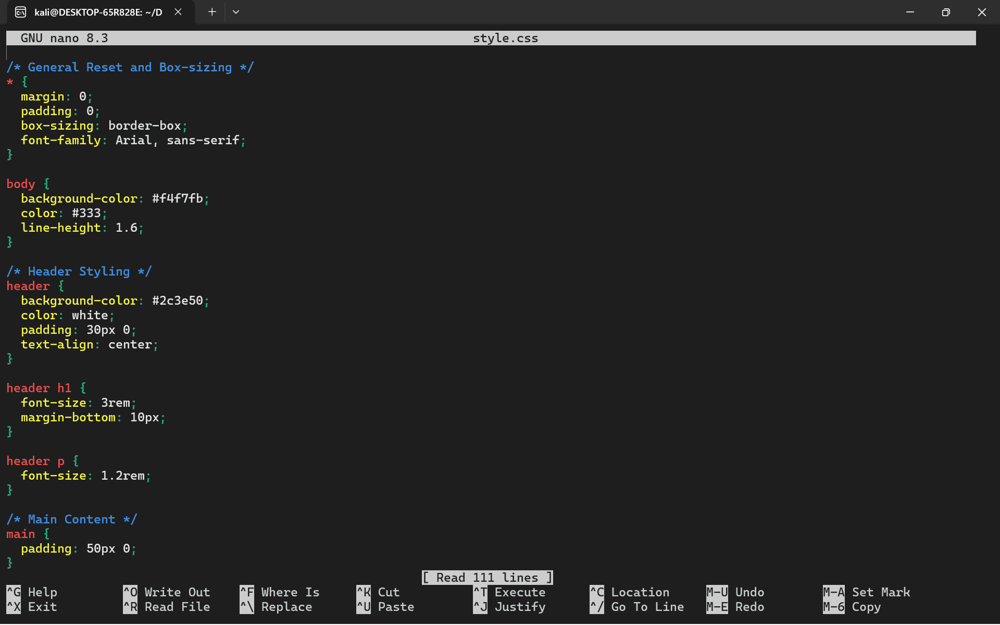 kali@DESKTOP-65R828E: ~/D
GNU nano 8.3 style.css
/* General Reset and Box-sizing */
* {
  margin: 0;
  padding: 0;
  box-sizing: border-box;
  font-family: Arial, sans-serif;
}
body {
  background-color: #f4f7fb;
  color: #333;
  line-height: 1.6;
}
/* Header Styling */
header {
  background-color: #2c3e50;
  color: white;
  padding: 30px 0;
  text-align: center;
}
header h1 {
  font-size: 3rem;
  margin-bottom: 10px;
}
header p {
  font-size: 1.2rem;
}
/* Main Content */
main {
  padding: 50px 0;
}
[ Read 111 lines ]
^G Help ^O Write Out ^F Where Is ^K Cut ^T Execute ^C Location M-U Undo M-A Set Mark
^X Exit ^R Read File ^\ Replace ^U Paste ^J Justify ^/ Go To Line M-E Redo M-6 Copy